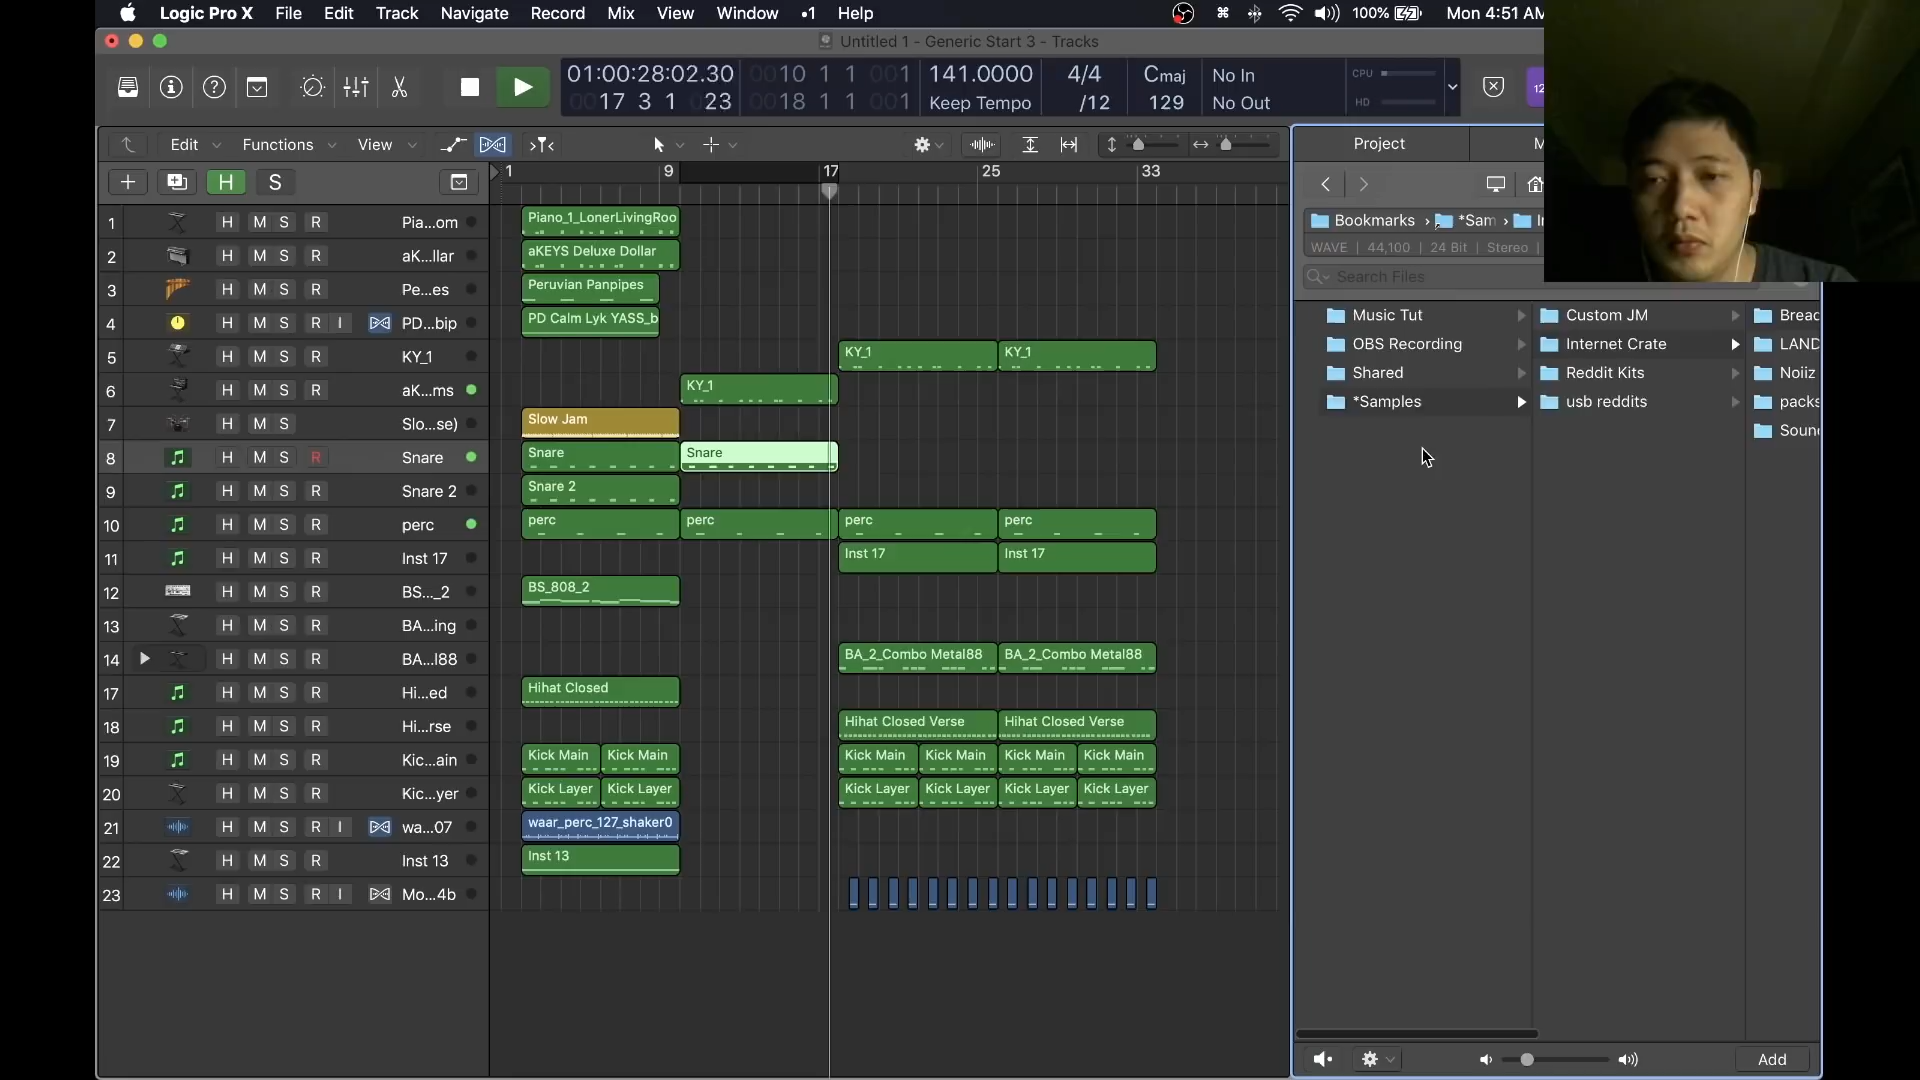 Logic Pro X File Edit Track Navigate Record Mix View Window 1 Help 100% Mon 4:51 AM
Untitled 1 - Generic Start 3 - Tracks
01:00:28:02.30 0010 1 1 001 141.0000 4/4 Cmaj No In CPU
0017 3 1 023 0018 1 1 001 Keep Tempo /12 129 No Out HD
12
Edit Functions View
Project M
H S
1 9 17 25 33
Bookmarks › *Sam › I
WAVE | 44,100 | 24 Bit | Stereo
Search Files
1 H M S R Pia...om Piano_1_LonerLivingRoo
2 H M S R aK...llar aKEYS Deluxe Dollar
3 H M S R Pe...es Peruvian Panpipes
4 H M S R I PD...bip PD Calm Lyk YASS_b
5 H M S R KY_1 KY_1 KY_1
6 H M S R aK...ms KY_1
7 H M S R Slo...se) Slow Jam
8 H M S R Snare Snare Snare
9 H M S R Snare 2 Snare 2
10 H M S R perc perc perc perc perc
11 H M S R Inst 17 Inst 17 Inst 17
12 H M S R BS..._2 BS_808_2
13 H M S R BA...ing
14 H M S R BA...l88 BA_2_Combo Metal88 BA_2_Combo Metal88
17 H M S R Hi...ed Hihat Closed
18 H M S R Hi...rse Hihat Closed Verse Hihat Closed Verse
19 H M S R Kic...ain Kick Main Kick Main Kick Main Kick Main Kick Main Kick Main
20 H M S R Kic...yer Kick Layer Kick Layer Kick Layer Kick Layer Kick Layer Kick Layer
21 H M S R I wa...07 waar_perc_127_shaker0
22 H M S R Inst 13 Inst 13
23 H M S R I Mo...4b
Music Tut Custom JM Breac
OBS Recording Internet Crate LAND
Shared Reddit Kits Noiiz
*Samples usb reddits packs
Soun
Add